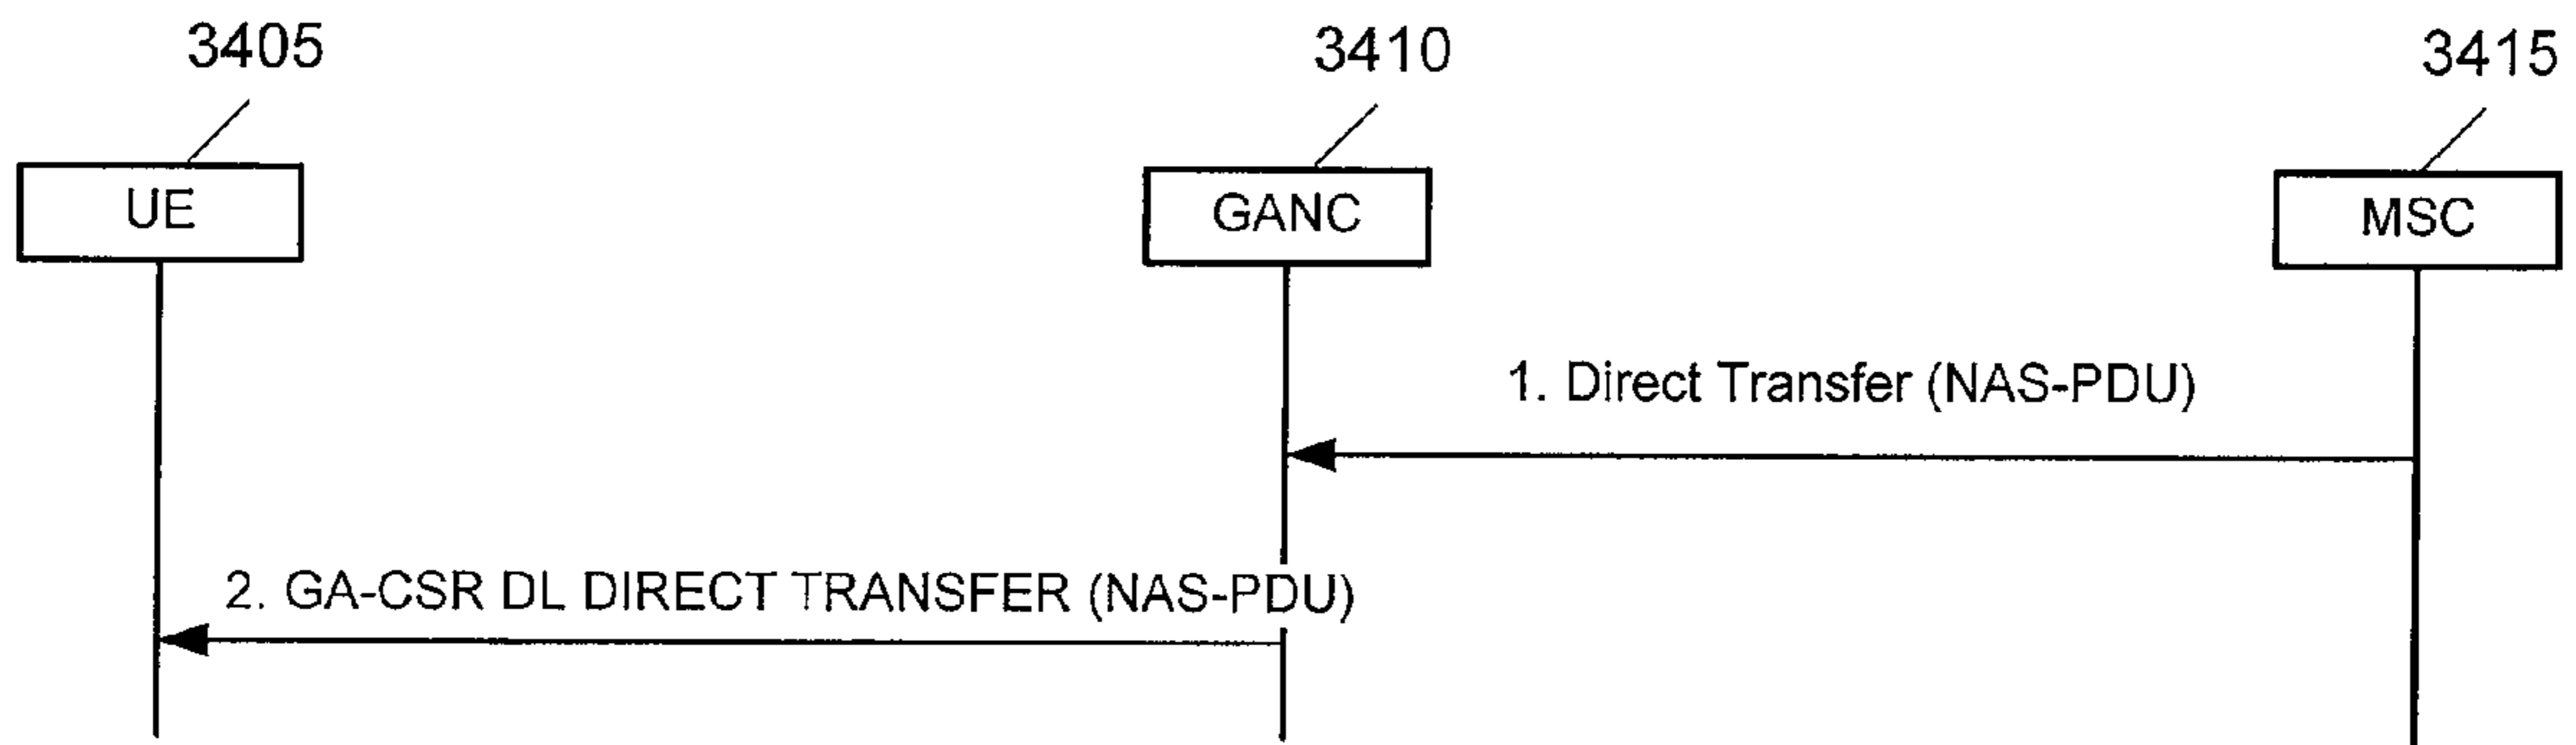 3405
3410
3415
UE
GANC
MSC
1. Direct Transfer (NAS-PDU)
2. GA-CSR DL DIRECT TRANSFER (NAS-PDU)